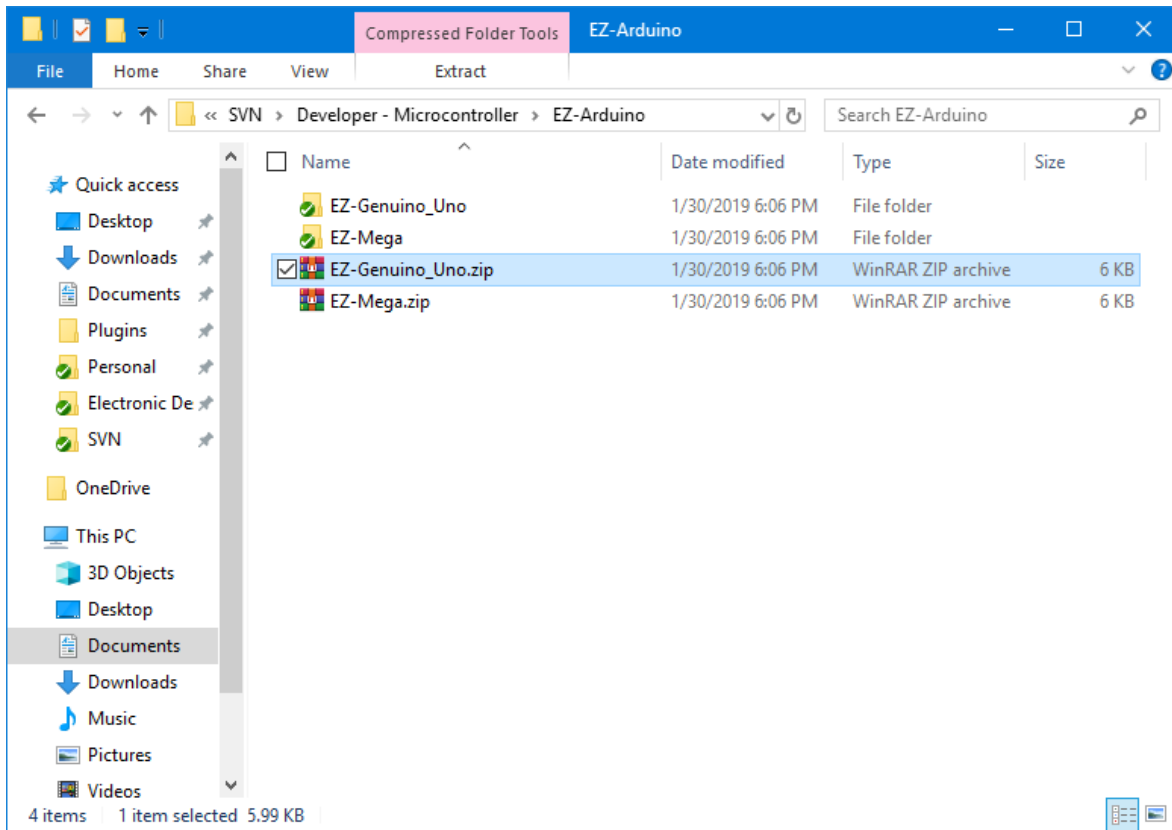 Compressed Folder Tools EZ-Arduino
File Home Share View Extract
« SVN > Developer - Microcontroller > EZ-Arduino Search EZ-Arduino
Name Date modified Type Size
Quick access
Desktop
Downloads
Documents
Plugins
Personal
Electronic De
SVN
OneDrive
This PC
3D Objects
Desktop
Documents
Downloads
Music
Pictures
Videos
EZ-Genuino_Uno 1/30/2019 6:06 PM File folder
EZ-Mega 1/30/2019 6:06 PM File folder
EZ-Genuino_Uno.zip 1/30/2019 6:06 PM WinRAR ZIP archive 6 KB
EZ-Mega.zip 1/30/2019 6:06 PM WinRAR ZIP archive 6 KB
4 items 1 item selected 5.99 KB